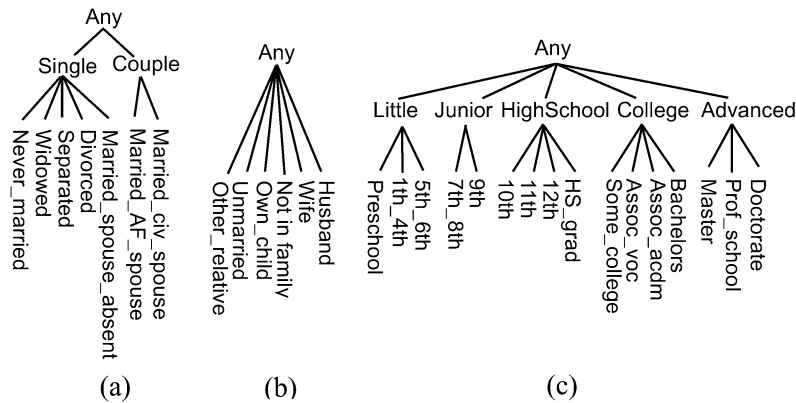 Any
Single
Couple
Never_married
Widowed
Separated
Divorced
Married_spouse_absent
Married_AF_spouse
Married_civ_spouse
(a)
Any
Other_relative
Unmarried
Own_child
Not in family
Wife
Husband
(b)
Any
Little
Junior
HighSchool
College
Advanced
Preschool
1th_4th
5th_6th
7th_8th
9th
10th
11th
12th
HS_grad
Some_college
Assoc_voc
Assoc_acdm
Bachelors
Master
Prof_school
Doctorate
(c)